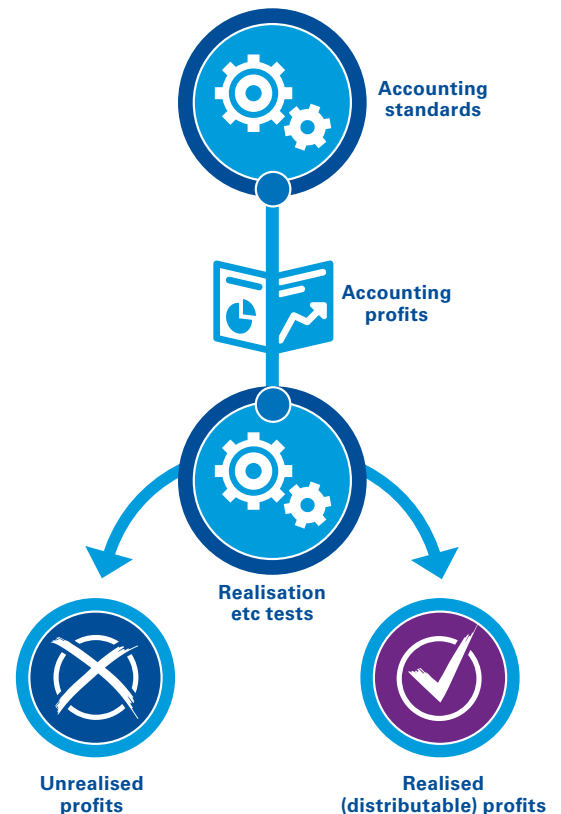 Accounting
standards
Accounting
profits
Realisation
etc tests
Unrealised
profits
Realised
(distributable) profits